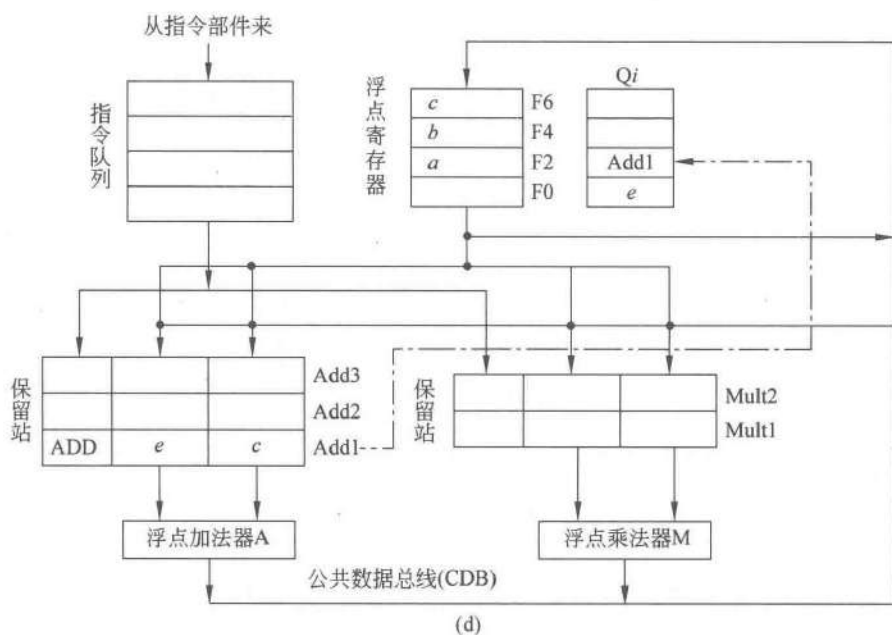 从指令部件来
指令队列
浮点寄存器
Qi
c F6
b F4
a F2 Add1
F0 e
保留站
Add3
Add2
ADD e c Add1
保留站
Mult2
Mult1
浮点加法器A
浮点乘法器M
公共数据总线(CDB)
(d)